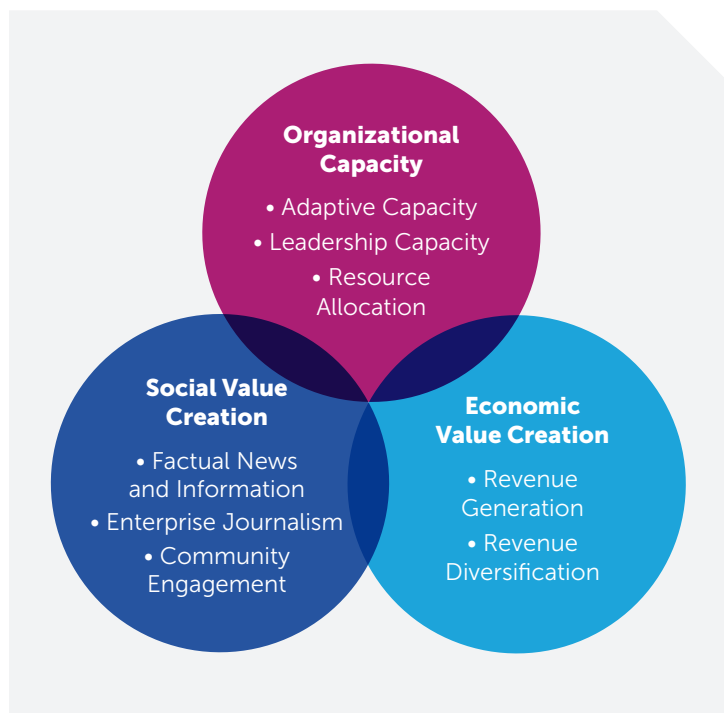 Organizational
Capacity
• Adaptive Capacity
• Leadership Capacity
• Resource
Allocation
Social Value
Creation
• Factual News
and Information
• Enterprise Journalism
• Community
Engagement
Economic
Value Creation
• Revenue
Generation
• Revenue
Diversification